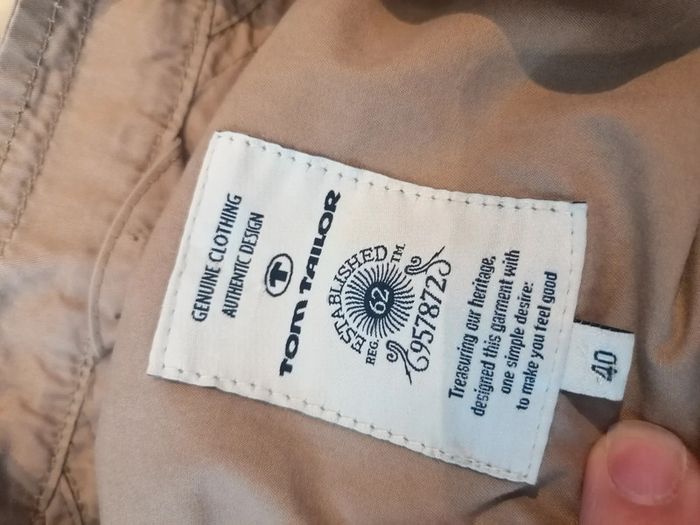 GENUINE CLOTHING
AUTHENTIC DESIGN
T
TOM TAILOR
ESTABLISHED TM
62
REG. 957872
Treasuring our heritage,
designed this garment with
one simple desire:
to make you feel good
40